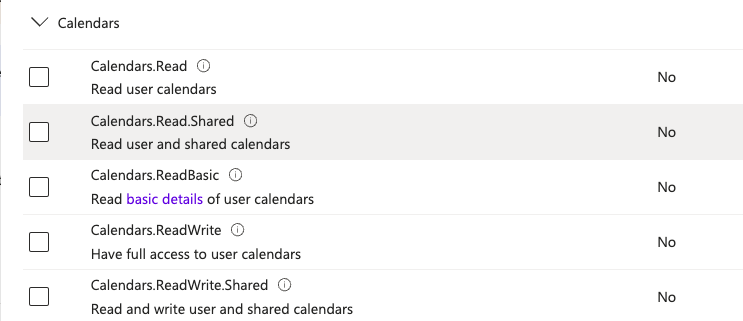 Calendars
Calendars.Read
Read user calendars
No
Calendars.Read.Shared
Read user and shared calendars
No
Calendars.ReadBasic
Read basic details of user calendars
No
Calendars.ReadWrite
Have full access to user calendars
No
Calendars.ReadWrite.Shared
Read and write user and shared calendars
No